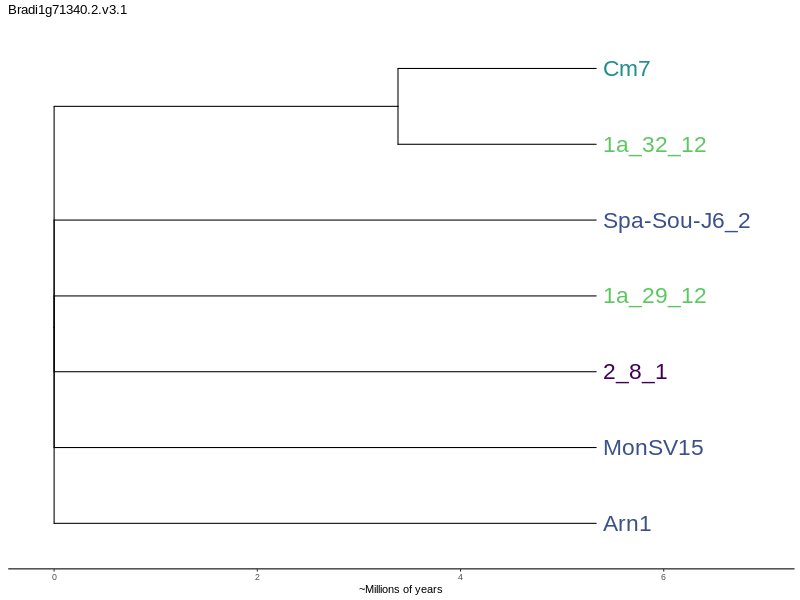 Bradi1g71340.2.v3.1
Cm7
1a_32_12
Spa-Sou-J6_2
1a_29_12
2_8_1
MonSV15
Arn1
0 2 4 6
~Millions of years